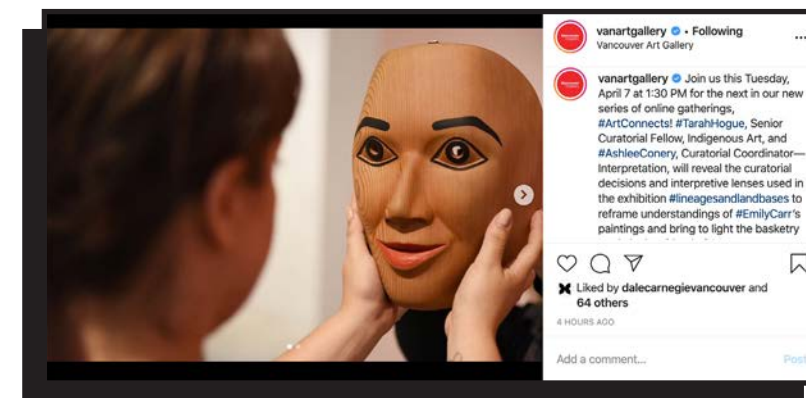 vanartgallery • Following
Vancouver Art Gallery
vanartgallery Join us this Tuesday,
April 7 at 1:30 PM for the next in our new
series of online gatherings,
#ArtConnects! #TarahHogue, Senior
Curatorial Fellow, Indigenous Art, and
#AshleeConery, Curatorial Coordinator—
Interpretation, will reveal the curatorial
decisions and interpretive lenses used in
the exhibition #lineagesandlandbases to
reframe understandings of #EmilyCarr's
paintings and bring to light the basketry
Liked by dalecarnegievancouver and
64 others
4 HOURS AGO
Add a comment... Post